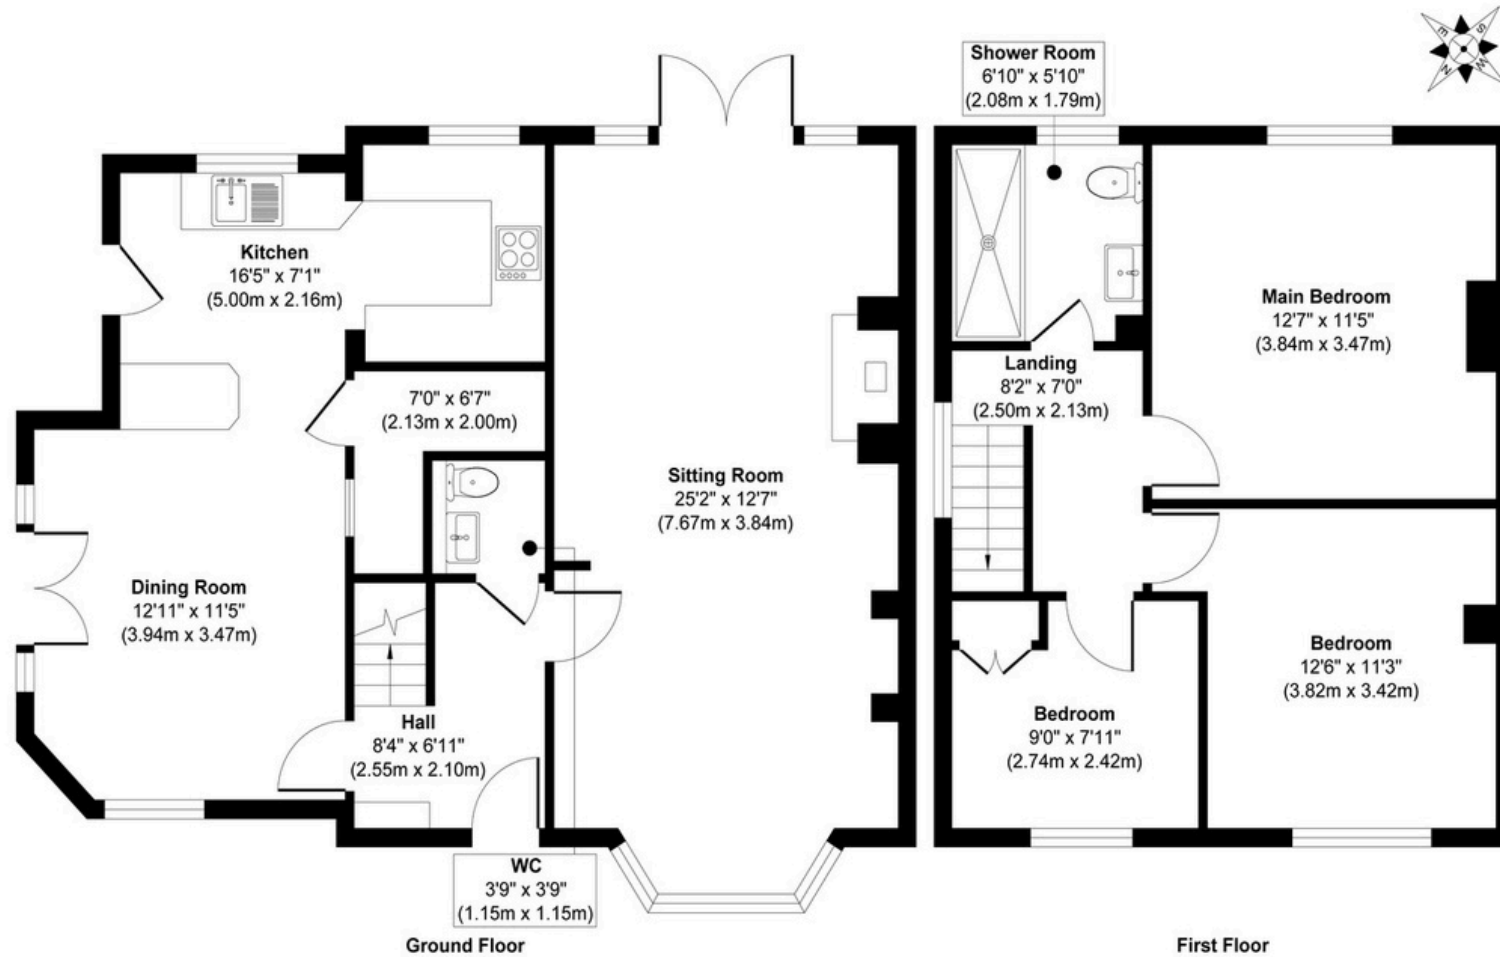 Shower Room
6'10" x 5'10"
(2.08m x 1.79m)
S
E
W
N
Kitchen
16'5" x 7'1"
(5.00m x 2.16m)
Main Bedroom
12'7" x 11'5"
(3.84m x 3.47m)
Landing
8'2" x 7'0"
(2.50m x 2.13m)
7'0" x 6'7"
(2.13m x 2.00m)
Sitting Room
25'2" x 12'7"
(7.67m x 3.84m)
Dining Room
12'11" x 11'5"
(3.94m x 3.47m)
Bedroom
12'6" x 11'3"
(3.82m x 3.42m)
Hall
8'4" x 6'11"
(2.55m x 2.10m)
Bedroom
9'0" x 7'11"
(2.74m x 2.42m)
WC
3'9" x 3'9"
(1.15m x 1.15m)
Ground Floor
First Floor